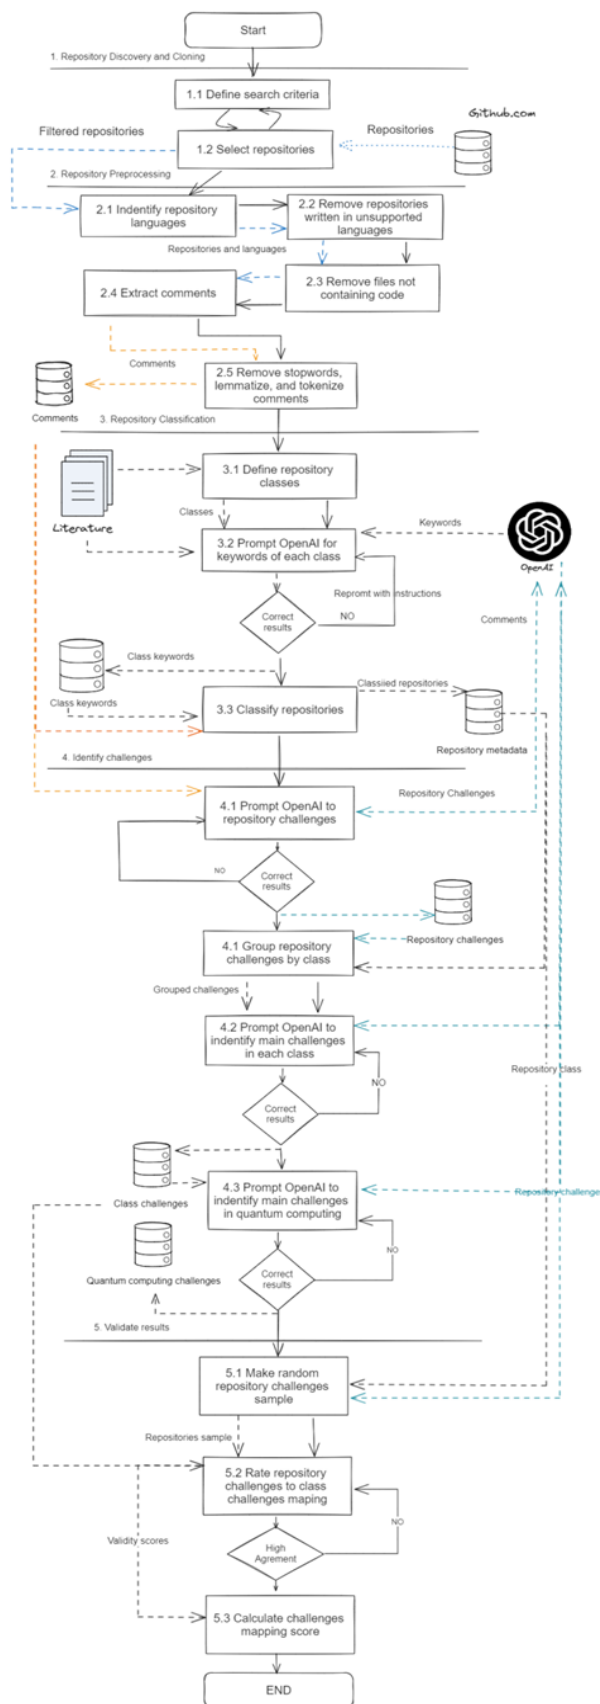 Start
1. Repository Discovery and Cloning
1.1 Define search criteria
Github.com
Filtered repositories
Repositories
1.2 Select repositories
2. Repository Preprocessing
2.1 Indentify repository
languages
2.2 Remove repositories
written in unsupported
languages
Repositories and languages
2.3 Remove files not
containing code
2.4 Extract comments
Comments
2.5 Remove stopwords,
lemmatize, and tokenize
comments
Comments
3. Repository Classification
3.1 Define repository
classes
Classes
Literature
Keywords
3.2 Prompt OpenAI for
keywords of each class
OpenAI
Repromt with instructions
Correct
results
NO
Comments
Class keywords
Classiied repositories
Class keywords
3.3 Classify repositories
Repository metadata
4. Identify challenges
4.1 Prompt OpenAI to
repository challenges
Repository Challenges
NO
Correct
results
4.1 Group repository
challenges by class
Repository challenges
Grouped challenges
4.2 Prompt OpenAI to
indentify main challenges
in each class
Repository class
NO
Correct
results
4.3 Prompt OpenAI to
indentify main challenges
in quantum computing
Repository challenge
Class challenges
NO
Quantum computing challenges
Correct
results
5. Validate results
5.1 Make random
repository challenges
sample
Repositories sample
5.2 Rate repository
challenges to class
challenges maping
NO
Validity scores
High
Agrement
5.3 Calculate challenges
mapping score
END